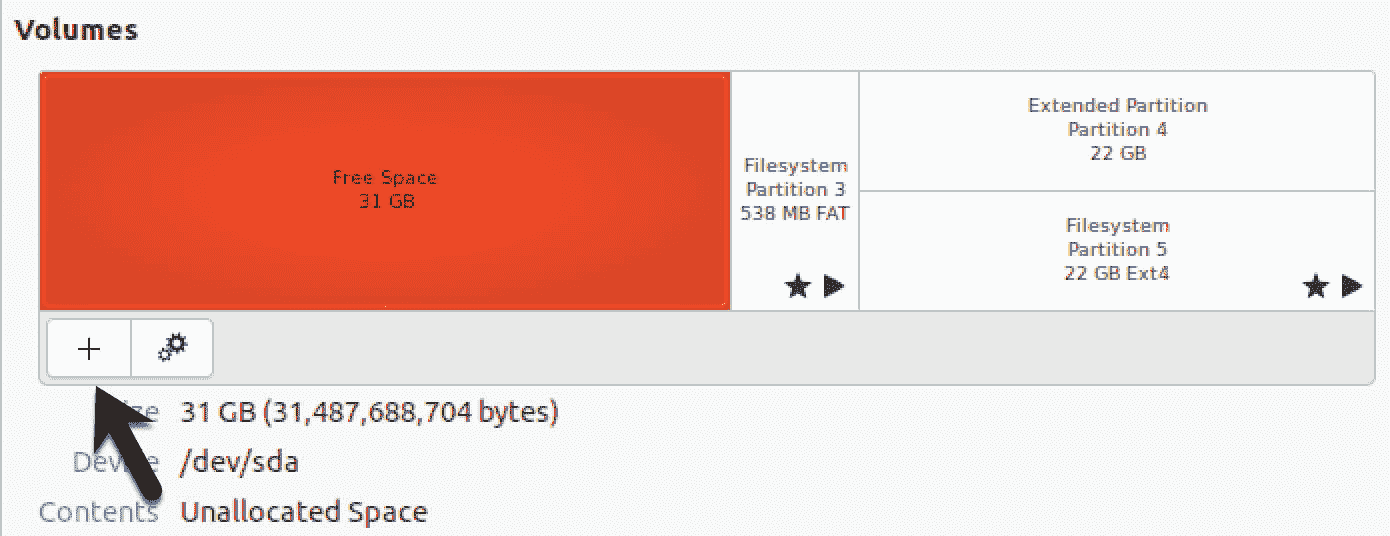 Volumes
Free Space
31 GB
Filesystem
Partition 3
538 MB FAT
Extended Partition
Partition 4
22 GB
Filesystem
Partition 5
22 GB Ext4
31 GB (31,487,688,704 bytes)
/dev/sda
Contents Unallocated Space